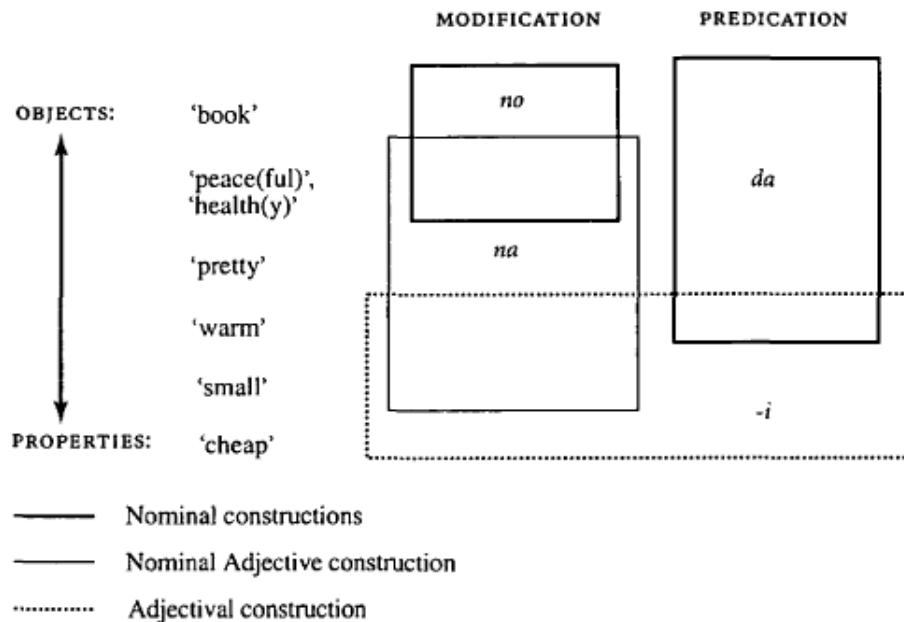 MODIFICATION PREDICATION
OBJECTS: 'book' no
'peace(ful)', da
'health(y)'
na
'pretty'
'warm'
'small'
-i
PROPERTIES: 'cheap'
Nominal constructions
Nominal Adjective construction
Adjectival construction